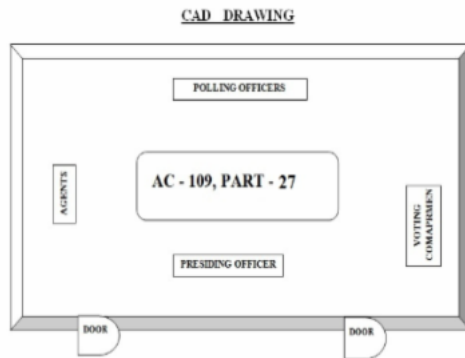 CAD DRAWING
POLLING OFFICERS
AC - 109, PART - 27
AGENTS
VOTING
COMAPRMEN
PRESIDING OFFICER
DOOR
DOOR